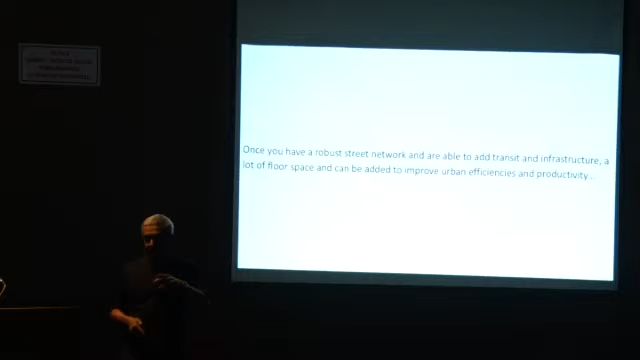 Once you have a robust street network and are able to add transit and infrastructure, a
lot of floor space and can be added to improve urban efficiencies and productivity...